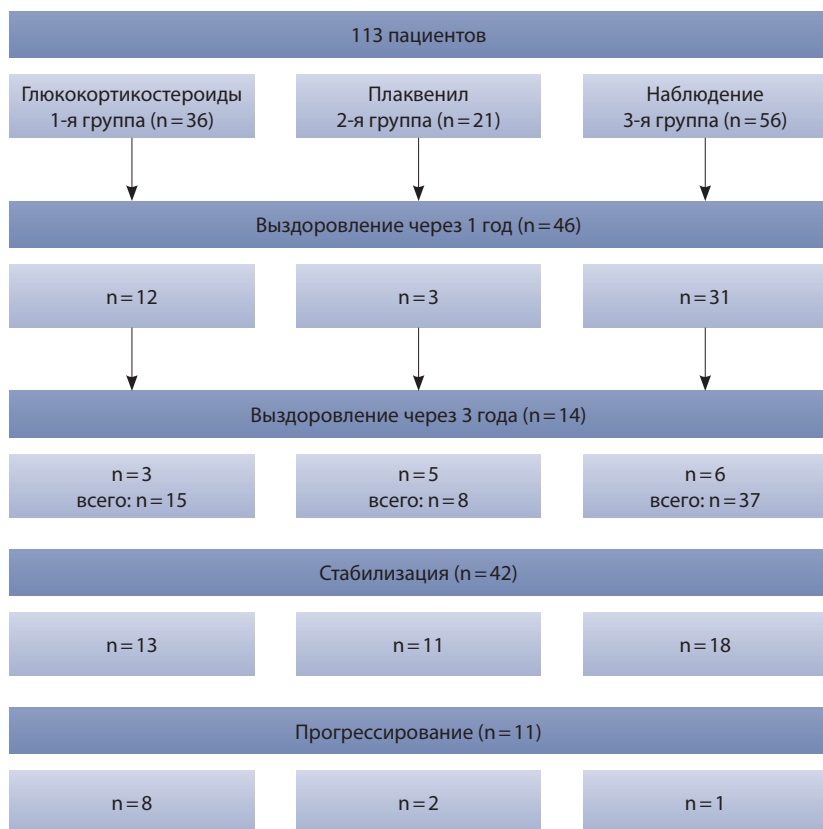 113 пациентов
Глюкокортикостероиды
1-я группа (n = 36)
Плаквенил
2-я группа (n = 21)
Наблюдение
3-я группа (n = 56)
Выздоровление через 1 год (n = 46)
n = 12
n = 3
n = 31
Выздоровление через 3 года (n = 14)
n = 3
всего: n = 15
n = 5
всего: n = 8
n = 6
всего: n = 37
Стабилизация (n = 42)
n = 13
n = 11
n = 18
Прогрессирование (n = 11)
n = 8
n = 2
n = 1